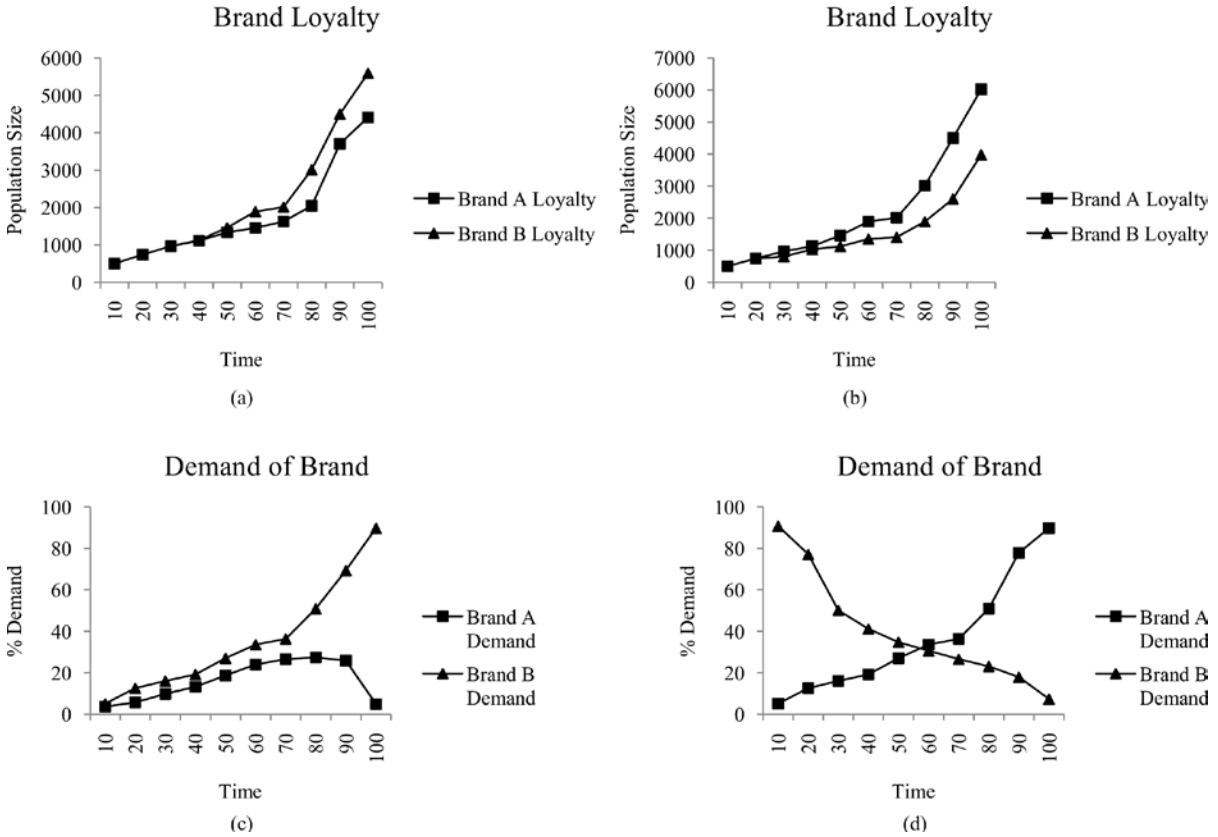 Brand Loyalty
Population Size
6000
5000
4000
3000
2000
1000
0
10
20
30
40
50
60
70
80
90
100
Time
Brand A Loyalty
Brand B Loyalty
(a)
Brand Loyalty
Population Size
7000
6000
5000
4000
3000
2000
1000
0
10
20
30
40
50
60
70
80
90
100
Time
Brand A Loyalty
Brand B Loyalty
(b)
Demand of Brand
% Demand
100
80
60
40
20
0
10
20
30
40
50
60
70
80
90
100
Time
Brand A
Demand
Brand B
Demand
(c)
Demand of Brand
% Demand
100
80
60
40
20
0
10
20
30
40
50
60
70
80
90
100
Time
Brand A
Demand
Brand B
Demand
(d)